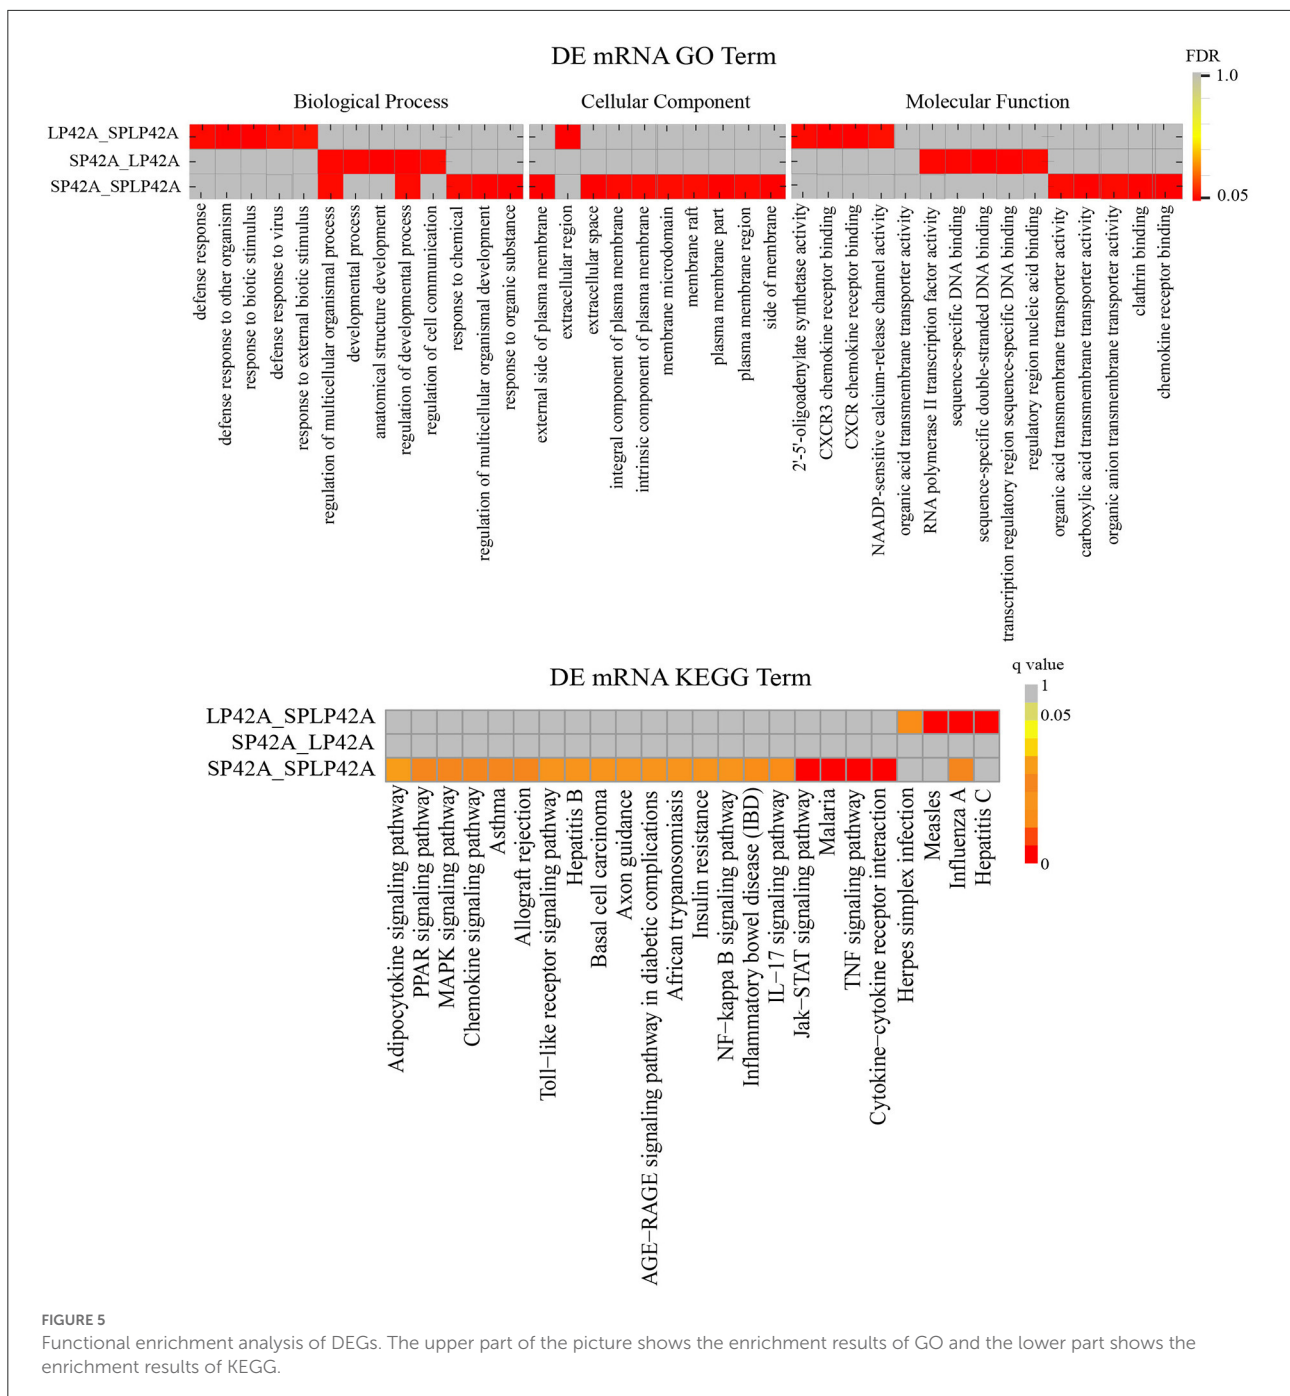 DE mRNA GO Term
FDR
1.0
0.05
Biological Process
Cellular Component
Molecular Function
LP42A_SPLP42A
SP42A_LP42A
SP42A_SPLP42A
defense response
defense response to other organism
response to biotic stimulus
defense response to virus
response to external biotic stimulus
regulation of multicellular organismal process
developmental process
anatomical structure development
regulation of developmental process
regulation of cell communication
response to chemical
regulation of multicellular organismal development
response to organic substance
external side of plasma membrane
extracellular region
extracellular space
integral component of plasma membrane
intrinsic component of plasma membrane
membrane microdomain
membrane raft
plasma membrane part
plasma membrane region
side of membrane
2'-5'-oligoadenylate synthetase activity
CXCR3 chemokine receptor binding
CXCR chemokine receptor binding
NAADP-sensitive calcium-release channel activity
organic acid transmembrane transporter activity
RNA polymerase II transcription factor activity
sequence-specific DNA binding
sequence-specific double-stranded DNA binding
transcription regulatory region sequence-specific DNA binding
regulatory region nucleic acid binding
organic acid transmembrane transporter activity
carboxylic acid transmembrane transporter activity
organic anion transmembrane transporter activity
clathrin binding
chemokine receptor binding
DE mRNA KEGG Term
q value
1
0.05
0
LP42A_SPLP42A
SP42A_LP42A
SP42A_SPLP42A
Adipocytokine signaling pathway
PPAR signaling pathway
MAPK signaling pathway
Chemokine signaling pathway
Asthma
Allograft rejection
Toll−like receptor signaling pathway
Hepatitis B
Basal cell carcinoma
Axon guidance
AGE−RAGE signaling pathway in diabetic complications
African trypanosomiasis
Insulin resistance
NF−kappa B signaling pathway
Inflammatory bowel disease (IBD)
IL−17 signaling pathway
Jak−STAT signaling pathway
Malaria
TNF signaling pathway
Cytokine−cytokine receptor interaction
Herpes simplex infection
Measles
Influenza A
Hepatitis C
FIGURE 5
Functional enrichment analysis of DEGs. The upper part of the picture shows the enrichment results of GO and the lower part shows the
enrichment results of KEGG.